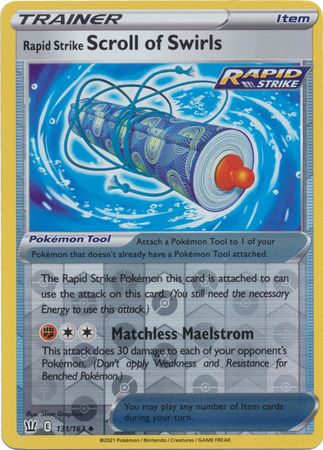 TRAINER Item
Rapid Strike Scroll of Swirls
RAPID
STRIKE
Pokémon Tool Attach a Pokémon Tool to 1 of your
Pokémon that doesn't already have a Pokémon Tool attached.
The Rapid Strike Pokémon this card is attached to can
use the attack on this card. (You still need the necessary
Energy to use this attack.)
Matchless Maelstrom
This attack does 30 damage to each of your opponent's
Pokémon. (Don't apply Weakness and Resistance for
Benched Pokémon.)
Illus. 5ban Graphics
E 131/163
You may play any number of Item cards
during your turn.
©2021 Pokémon / Nintendo / Creatures / GAME FREAK